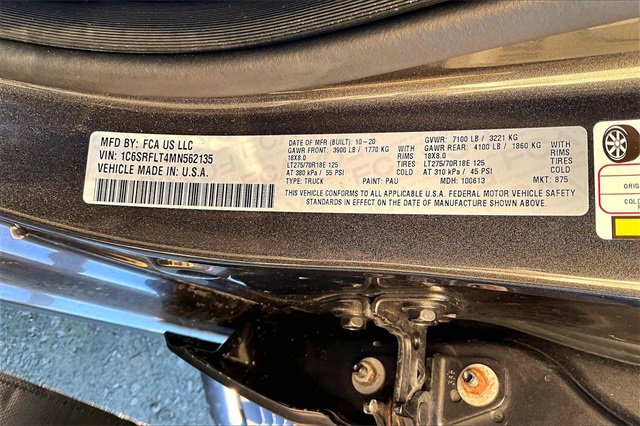 MFD BY: FCA US LLC
VIN: 1C6SRFLT4MN562135
VEHICLE MADE IN: U.S.A.
DATE OF MFR (BUILT): 10-20
GAWR FRONT: 3900 LB / 1770 KG
18X8.0 RIMS
LT275/70R18E 125 TIRES
AT 380 kPa / 55 PSI COLD
TYPE: TRUCK
GVWR: 7100 LB / 3221 KG
GAWR REAR: 4100 LB / 1860 KG
18X8.0 RIMS
LT275/70R18E 125 TIRES
AT 310 kPa / 45 PSI COLD
PAINT: PAU MDH: 100613 MKT: 875
THIS VEHICLE CONFORMS TO ALL APPLICABLE U.S.A. FEDERAL MOTOR VEHICLE SAFETY
STANDARDS IN EFFECT ON THE DATE OF MANUFACTURE SHOWN ABOVE.
ORIG
COL